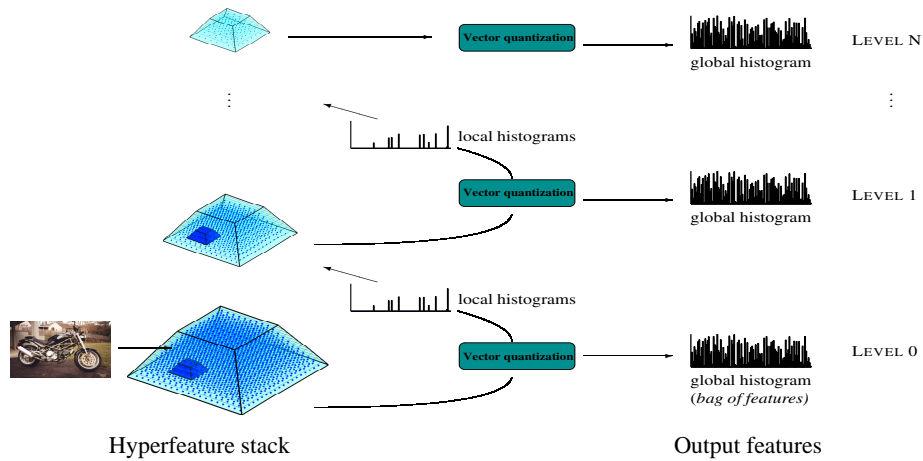 Vector quantization
LEVEL N
global histogram
⋮
⋮
local histograms
Vector quantization
LEVEL 1
global histogram
local histograms
Vector quantization
LEVEL 0
global histogram
(bag of features)
Hyperfeature stack
Output features